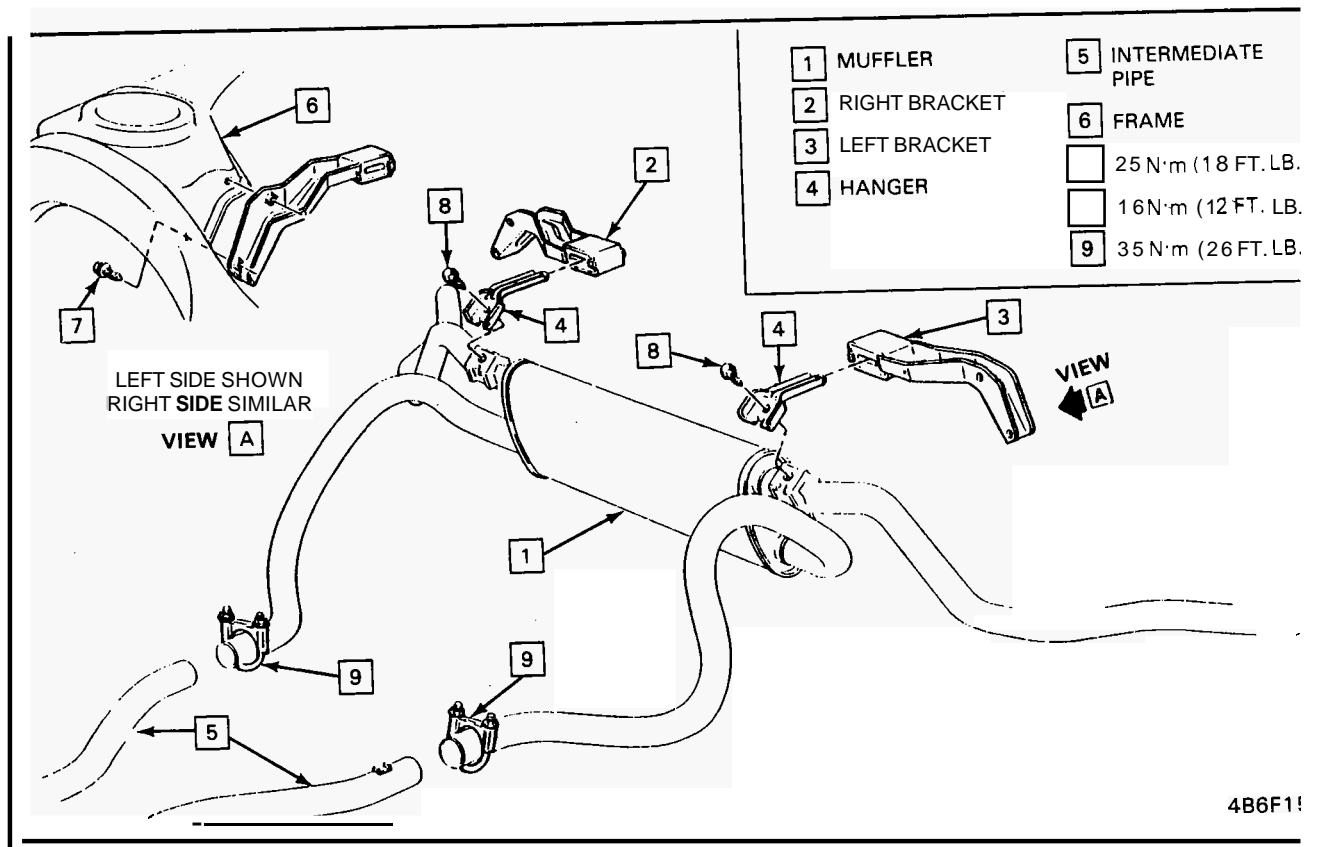 1 MUFFLER
2 RIGHT BRACKET
3 LEFT BRACKET
4 HANGER
5 INTERMEDIATE
PIPE
6 FRAME
25 N·m (18 FT. LB.
16N·m (12 FT. LB.
9 35 N·m (26 FT. LB.
6
2
8
7
4
8
4
3
VIEW
A
LEFT SIDE SHOWN
RIGHT SIDE SIMILAR
VIEW A
1
9
9
5
4B6F15